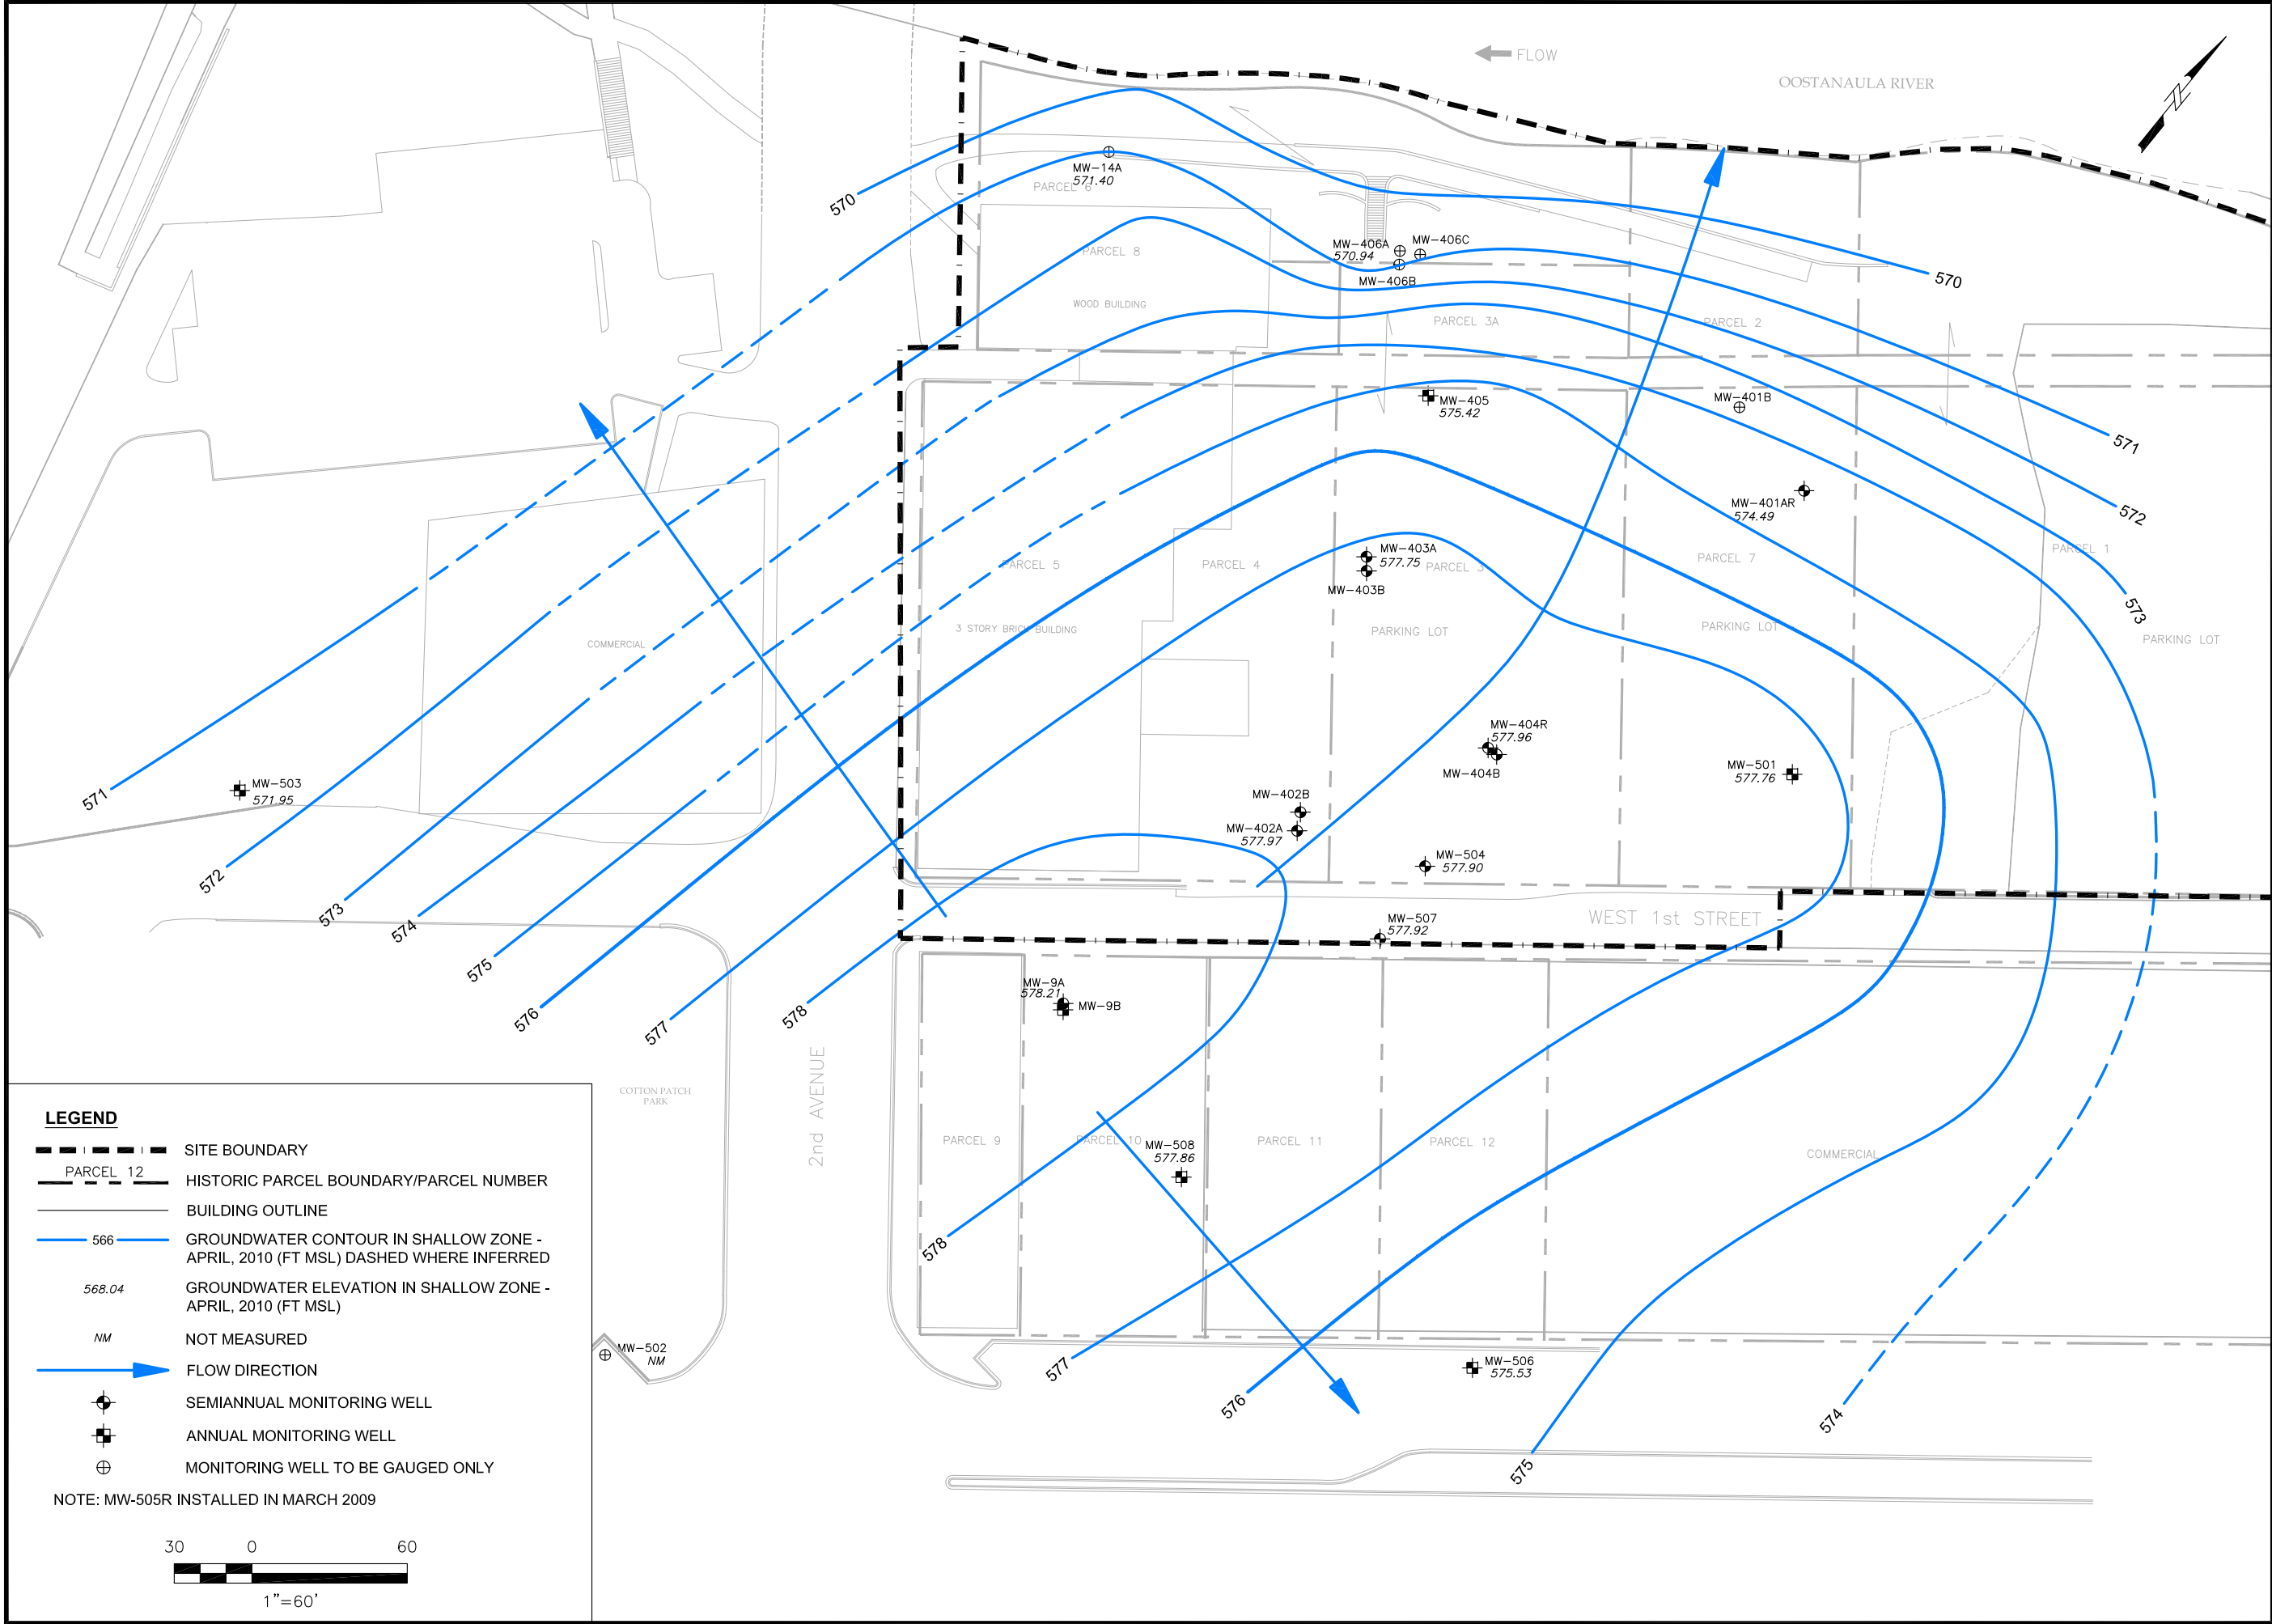 FLOW
OOSTANAULA RIVER
N
570
MW-14A
571.40
PARCEL 6
PARCEL 8
WOOD BUILDING
MW-406A
570.94
MW-406C
MW-406B
570
PARCEL 3A
PARCEL 2
MW-405
575.42
MW-401B
571
MW-401AR
574.49
572
PARCEL 1
573
PARKING LOT
MW-403A
577.75
MW-403B
PARCEL 3
PARCEL 7
PARCEL 5
PARCEL 4
3 STORY BRICK BUILDING
PARKING LOT
PARKING LOT
COMMERCIAL
MW-404R
577.96
MW-404B
MW-501
577.76
MW-503
571.95
571
572
573
574
575
576
577
578
MW-402B
MW-402A
577.97
MW-504
577.90
WEST 1st STREET
MW-507
577.92
MW-9A
578.21
MW-9B
2nd AVENUE
COTTON PATCH
PARK
PARCEL 9
PARCEL 10
PARCEL 11
PARCEL 12
MW-508
577.86
COMMERCIAL
578
577
576
575
574
MW-506
575.53
MW-502
NM
LEGEND
SITE BOUNDARY
PARCEL 12
HISTORIC PARCEL BOUNDARY/PARCEL NUMBER
BUILDING OUTLINE
566
GROUNDWATER CONTOUR IN SHALLOW ZONE -
APRIL, 2010 (FT MSL) DASHED WHERE INFERRED
568.04
GROUNDWATER ELEVATION IN SHALLOW ZONE -
APRIL, 2010 (FT MSL)
NM
NOT MEASURED
FLOW DIRECTION
SEMIANNUAL MONITORING WELL
ANNUAL MONITORING WELL
MONITORING WELL TO BE GAUGED ONLY
NOTE: MW-505R INSTALLED IN MARCH 2009
30 0 60
1"=60'